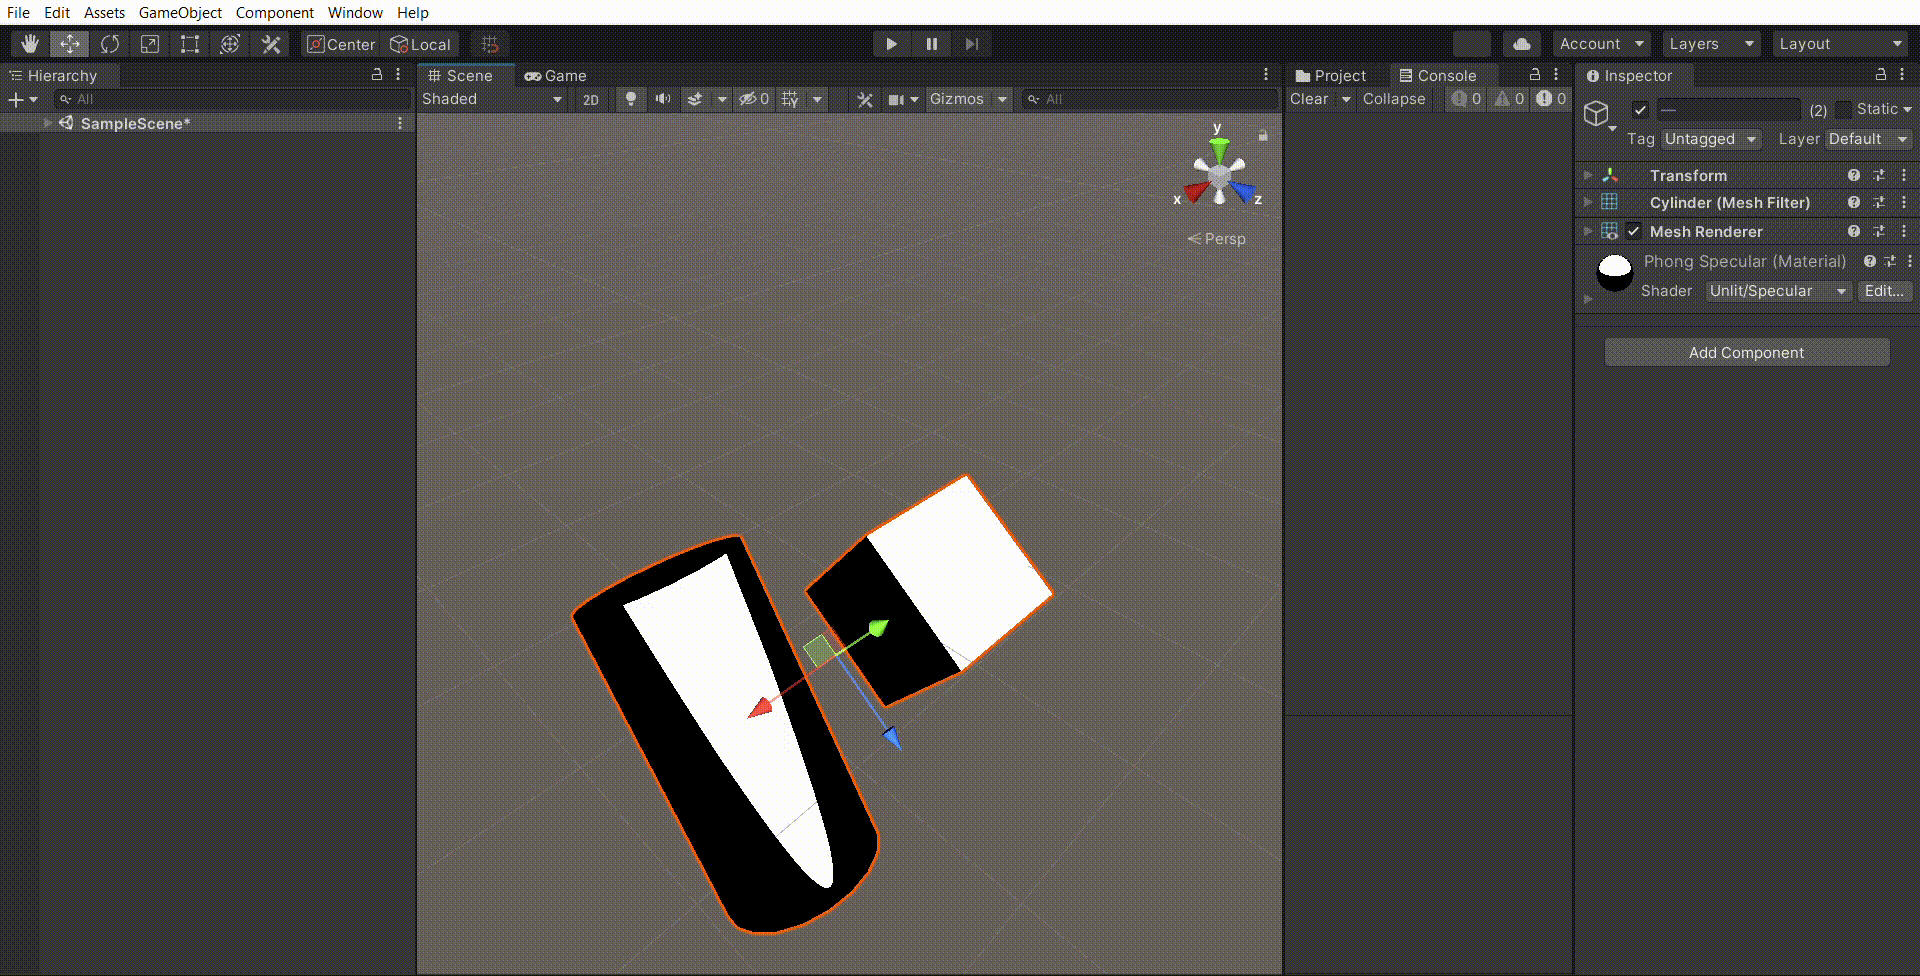 File Edit Assets GameObject Component Window Help
Center Local Account Layers Layout
Hierarchy
All
SampleScene*
Scene Game
Shaded 2D 0 Gizmos All
y
x z
Persp
Project Console
Clear Collapse 0 0 0
Inspector
— (2) Static
Tag Untagged Layer Default
Transform
Cylinder (Mesh Filter)
Mesh Renderer
Phong Specular (Material)
Shader Unlit/Specular Edit...
Add Component